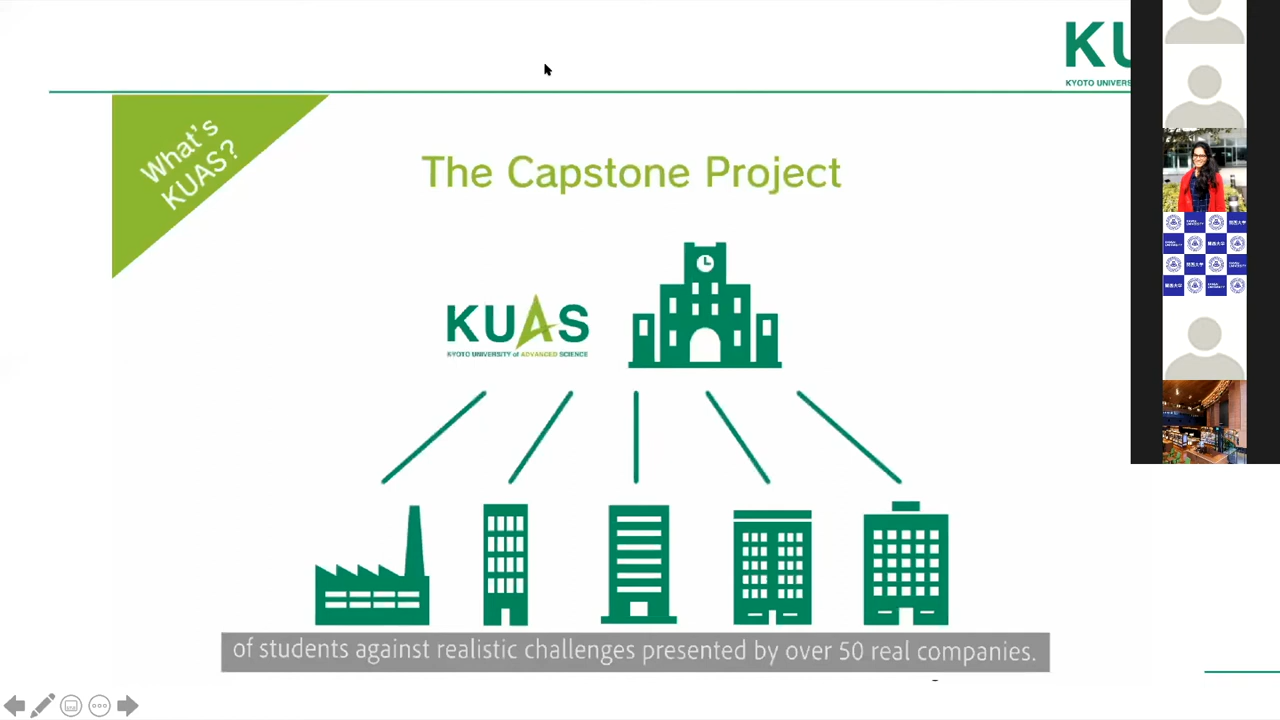 KU
KYOTO UNIVERS
What's
KUAS?
The Capstone Project
KUAS
KYOTO UNIVERSITY of ADVANCED SCIENCE
of students against realistic challenges presented by over 50 real companies.